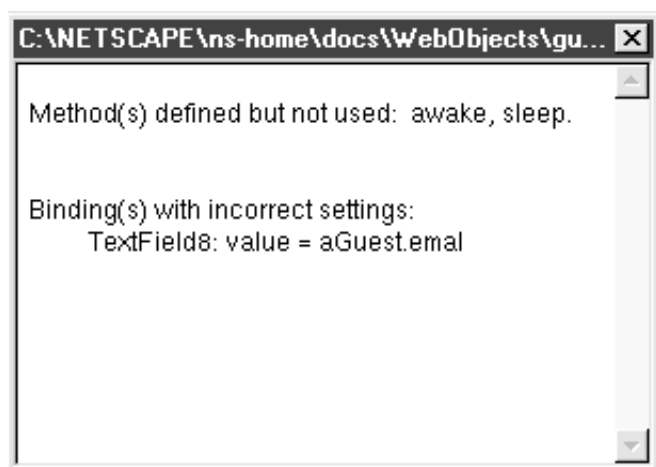 C:\NETSCAPE\ns-home\docs\WebObjects\gu...
Method(s) defined but not used: awake, sleep.
Binding(s) with incorrect settings:
TextField8: value = aGuest.emal